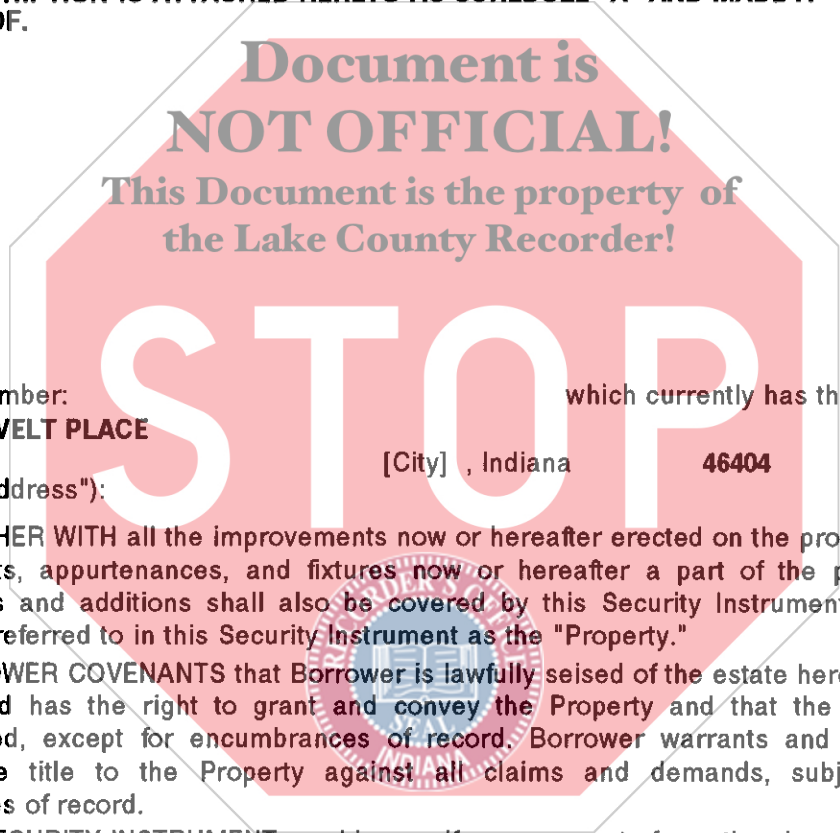 OF.
Document is
NOT OFFICIAL!
This Document is the property of
the Lake County Recorder!
STOP
mber: which currently has th
VELT PLACE
[City] , Indiana 46404
ddress"):
HER WITH all the improvements now or hereafter erected on the pro
s, appurtenances, and fixtures now or hereafter a part of the p
s and additions shall also be covered by this Security Instrument
referred to in this Security Instrument as the "Property."
WER COVENANTS that Borrower is lawfully seised of the estate here
d has the right to grant and convey the Property and that the
ed, except for encumbrances of record. Borrower warrants and
e title to the Property against all claims and demands, subj
s of record.
RECORDER'S OFFICE
SEAL
INDIANA